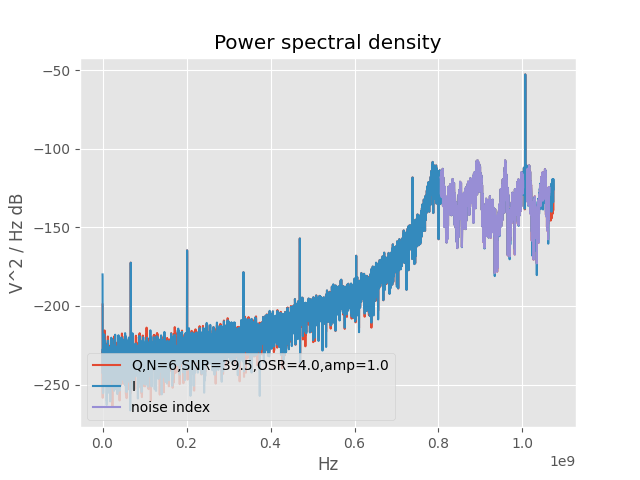 Power spectral density
V^2 / Hz dB
−50
−100
−150
−200
−250
Q,N=6,SNR=39.5,OSR=4.0,amp=1.0
I
noise index
0.0 0.2 0.4 0.6 0.8 1.0
1e9
Hz